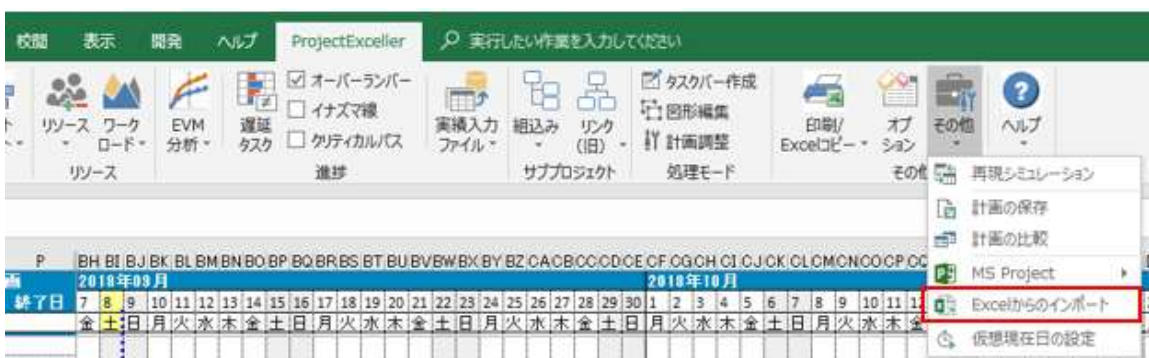 校閲 表示 開発 ヘルプ ProjectExceller 実行したい作業を入力してください
オーバーランバー タスクバー作成
イナズマ線 図形編集
クリティカルパス 計画調整
リソース ワークロード EVM分析 遅延タスク 実績入力ファイル 組込み リンク(旧) 印刷/Excelコピー オプション その他 ヘルプ
リソース 進捗 サブプロジェクト 処理モード その他
再現シミュレーション
計画の保存
計画の比較
MS Project
Excelからのインポート
仮想現在日の設定
P BH BI BJ BK BL BM BN BO BP BQ BR BS BT BU BV BW BX BY BZ CA CB CC CD CE CF CG CH CI CJ CK CL CM CN CO CP CQ
2018年09月 2018年10月
終了日 7 8 9 10 11 12 13 14 15 16 17 18 19 20 21 22 23 24 25 26 27 28 29 30 1 2 3 4 5 6 7 8 9 10 11 12
金 土 日 月 火 水 木 金 土 日 月 火 水 木 金 土 日 月 火 水 木 金 土 日 月 火 水 木 金 土 日 月 火 水 木 金